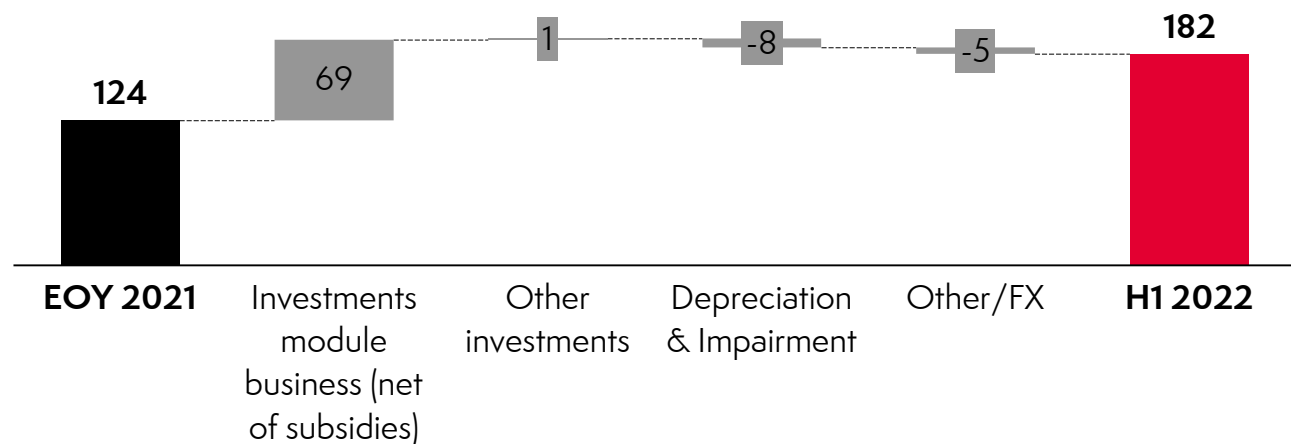 124
69
1
-8
-5
182
EOY 2021
Investments
module
business (net
of subsidies)
Other
investments
Depreciation
& Impairment
Other/FX
H1 2022